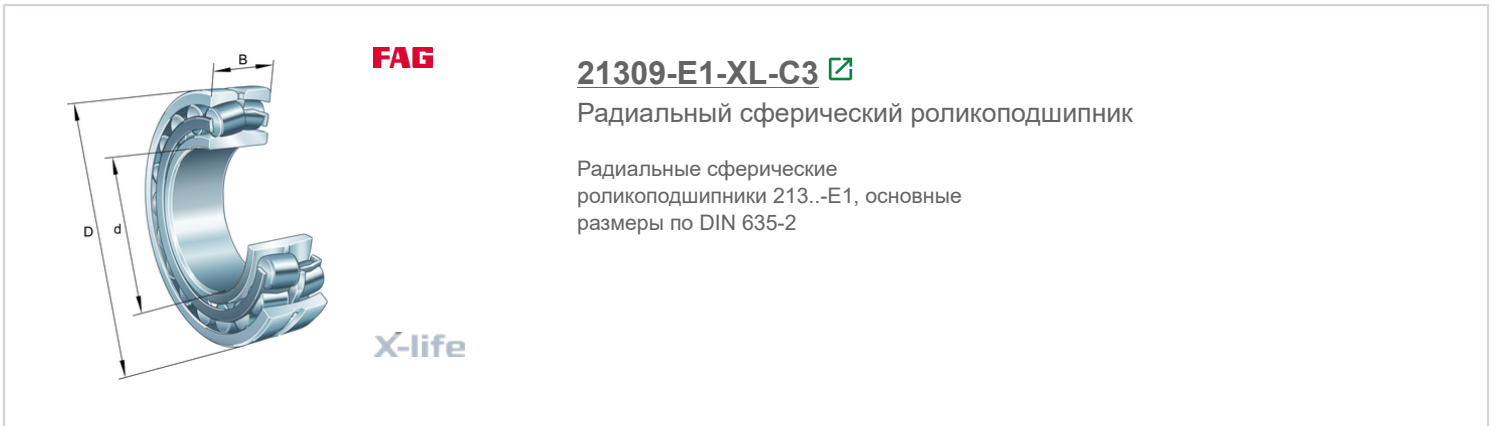 B
FAG
21309-E1-XL-C3
Радиальный сферический роликоподшипник
Радиальные сферические
роликоподшипники 213..-E1, основные
размеры по DIN 635-2
D
d
X-life